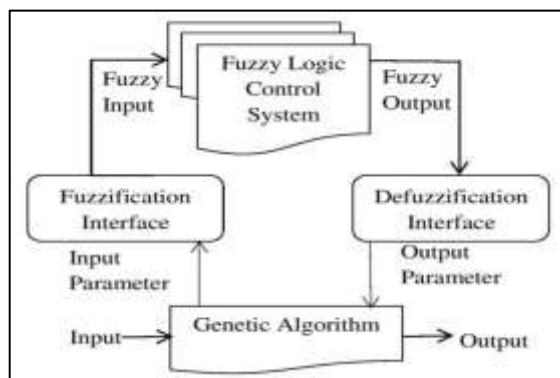 Fuzzy Logic
Control
System
Fuzzy
Input
Fuzzy
Output
Fuzzification
Interface
Defuzzification
Interface
Input
Parameter
Output
Parameter
Input
Genetic Algorithm
Output